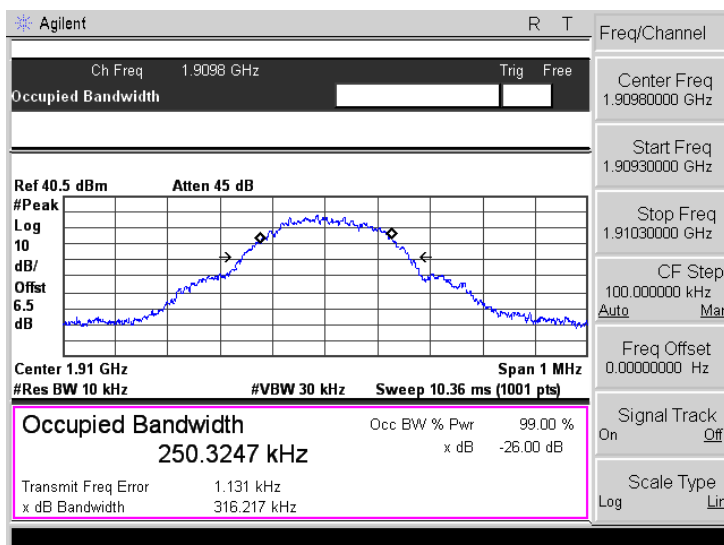 Agilent R T
Ch Freq 1.9098 GHz Trig Free
Occupied Bandwidth
Ref 40.5 dBm Atten 45 dB
#Peak
Log
10
dB/
Offst
6.5
dB
Center 1.91 GHz Span 1 MHz
#Res BW 10 kHz #VBW 30 kHz Sweep 10.36 ms (1001 pts)
Occupied Bandwidth Occ BW % Pwr 99.00 %
250.3247 kHz x dB -26.00 dB
Transmit Freq Error 1.131 kHz
x dB Bandwidth 316.217 kHz
Freq/Channel
Center Freq
1.90980000 GHz
Start Freq
1.90930000 GHz
Stop Freq
1.91030000 GHz
CF Step
100.000000 kHz
Auto Man
Freq Offset
0.00000000 Hz
Signal Track
On Off
Scale Type
Log Lin